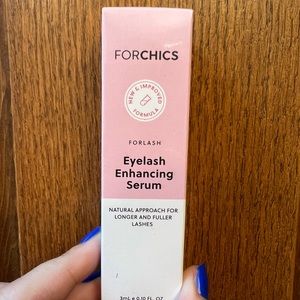 FORCHICS
NEW & IMPROVED
FORMULA
FORLASH
Eyelash
Enhancing
Serum
NATURAL APPROACH FOR
LONGER AND FULLER
LASHES
3mL e 0.10 FL. OZ